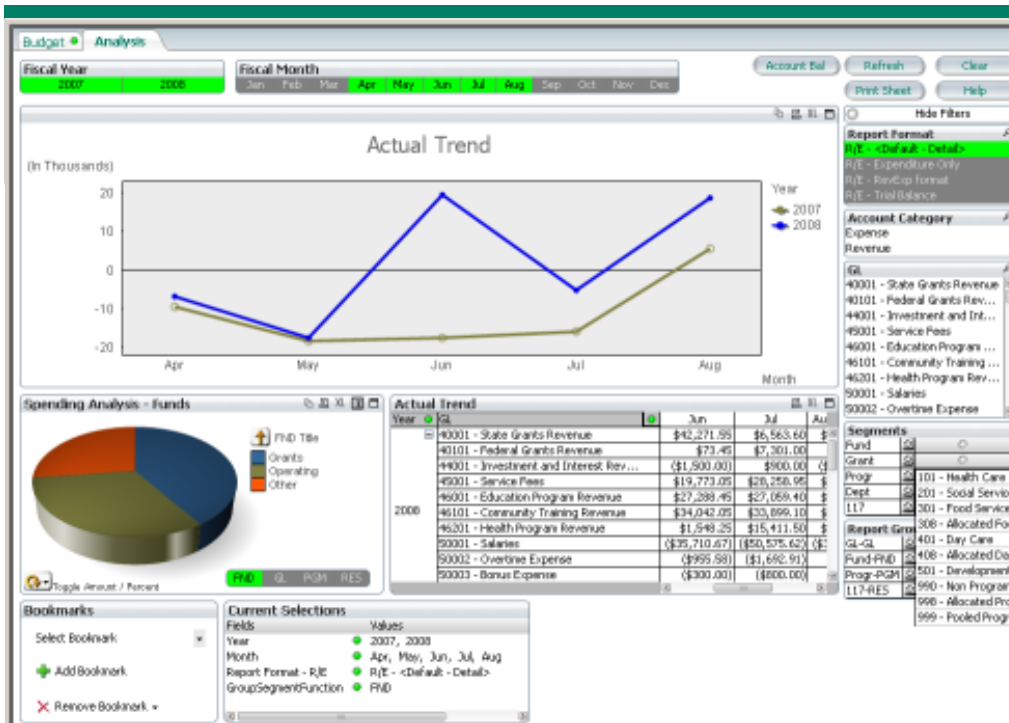 Budget Analysis
Fiscal Year
2007 2008
Fiscal Month
Jan Feb Mar Apr May Jun Jul Aug Sep Oct Nov Dec
Account Bal Refresh Clear
Print Sheet Help
Hide Filters
Actual Trend
(In Thousands)
20
10
0
-10
-20
Apr May Jun Jul Aug
Month
Year
2007
2008
Report Format
R/E - <Default - Detail>
R/E - Expenditure Only
R/E - RevExp format
R/E - Trial Balance
Account Category
Expense
Revenue
GL
40001 - State Grants Revenue
40101 - Federal Grants Rev...
44001 - Investment and Int...
45001 - Service Fees
46001 - Education Program ...
46101 - Community Training ...
46201 - Health Program Rev...
50001 - Salaries
50002 - Overtime Expense
Spending Analysis - Funds
XL
FND Title
Grants
Operating
Other
Toggle Amount / Percent
FND GL PGM RES
Actual Trend
XL
Year GL Jun Jul Au
2008
40001 - State Grants Revenue $42,271.55 $6,563.60 $
40101 - Federal Grants Revenue $73.45 $7,301.00
44001 - Investment and Interest Rev... ($1,500.00) $900.00 ($
45001 - Service Fees $19,773.05 $28,258.95 $
46001 - Education Program Revenue $27,288.45 $27,059.40 $
46101 - Community Training Revenue $34,042.05 $33,899.10 $
46201 - Health Program Revenue $1,548.25 $15,411.50 $
50001 - Salaries ($35,710.67) ($50,575.62)
50002 - Overtime Expense ($955.58) ($1,692.91)
50003 - Bonus Expense ($300.00) ($800.00)
Segments
Fund
Grant
Progr
Dept
117
101 - Health Care
201 - Social Servic
301 - Food Service
308 - Allocated Foo
401 - Day Care
408 - Allocated Da
501 - Development
990 - Non Program
998 - Allocated Pro
999 - Pooled Progr
Report Gro
GL-GL
Fund-FND
Progr-PGM
117-RES
Bookmarks
Select Bookmark
Add Bookmark
Remove Bookmark
Current Selections
Fields Values
Year 2007, 2008
Month Apr, May, Jun, Jul, Aug
Report Format - R/E R/E - <Default - Detail>
GroupSegmentFunction FND